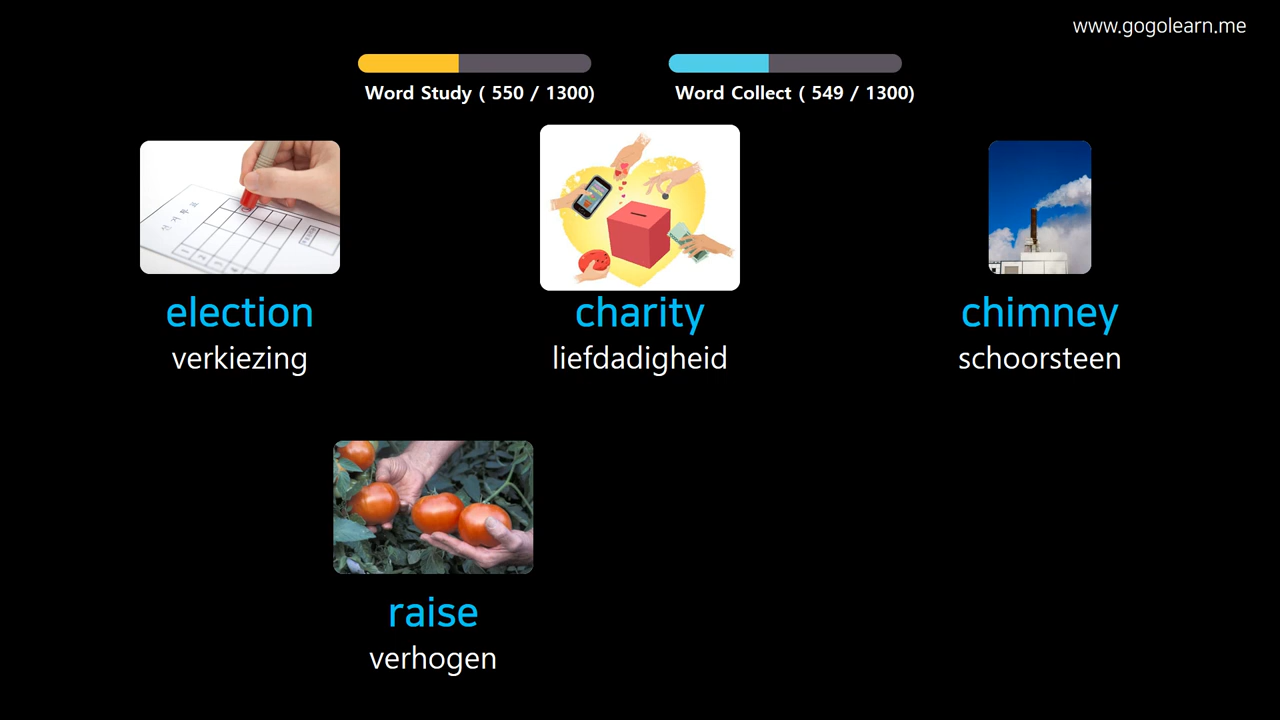 www.gogolearn.me
Word Study ( 550 / 1300)
Word Collect ( 549 / 1300)
election
verkiezing
charity
liefdadigheid
chimney
schoorsteen
raise
verhogen